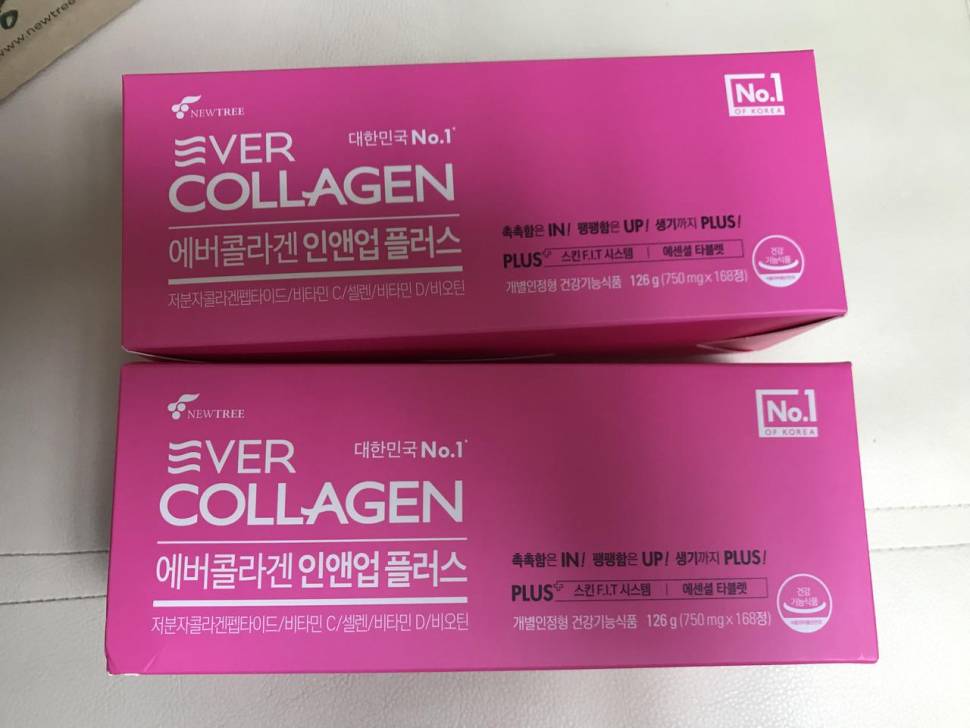 www.newtree
NEWTREE
No.1
OF KOREA
EVER
대한민국 No.1*
COLLAGEN
에버콜라겐 인앤업 플러스
저분자콜라겐펩타이드/비타민 C/셀렌/비타민 D/비오틴
촉촉함은 IN! 팽팽함은 UP! 생기까지 PLUS!
PLUS+ 스킨 F.I.T 시스템 | 에센셜 타블렛
개별인정형 건강기능식품 126 g (750 mg x 168정)
건강
기능식품
NEWTREE
No.1
OF KOREA
EVER
대한민국 No.1*
COLLAGEN
에버콜라겐 인앤업 플러스
저분자콜라겐펩타이드/비타민 C/셀렌/비타민 D/비오틴
촉촉함은 IN! 팽팽함은 UP! 생기까지 PLUS!
PLUS+ 스킨 F.I.T 시스템 | 에센셜 타블렛
개별인정형 건강기능식품 126 g (750 mg x 168정)
건강
기능식품